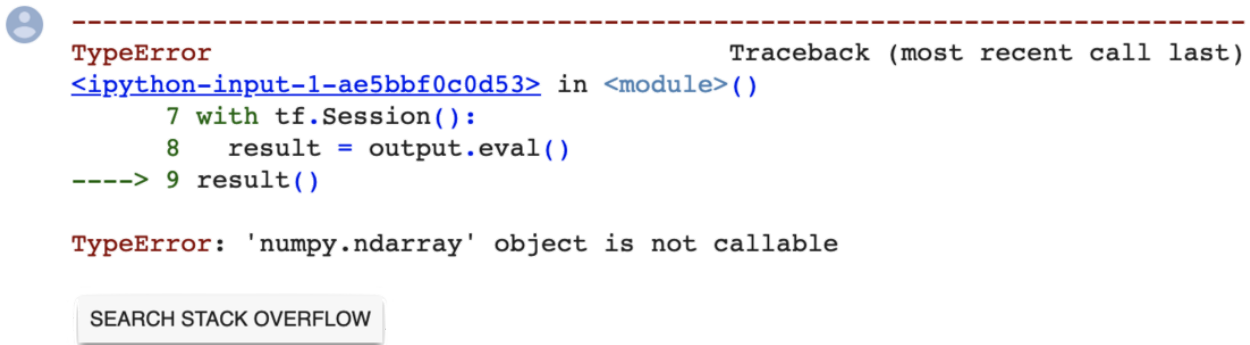 ---------------------------------------------------------------------------
TypeError                                 Traceback (most recent call last)
<ipython-input-1-ae5bbf0c0d53> in <module>()
      7 with tf.Session():
      8   result = output.eval()
----> 9 result()
TypeError: 'numpy.ndarray' object is not callable
SEARCH STACK OVERFLOW